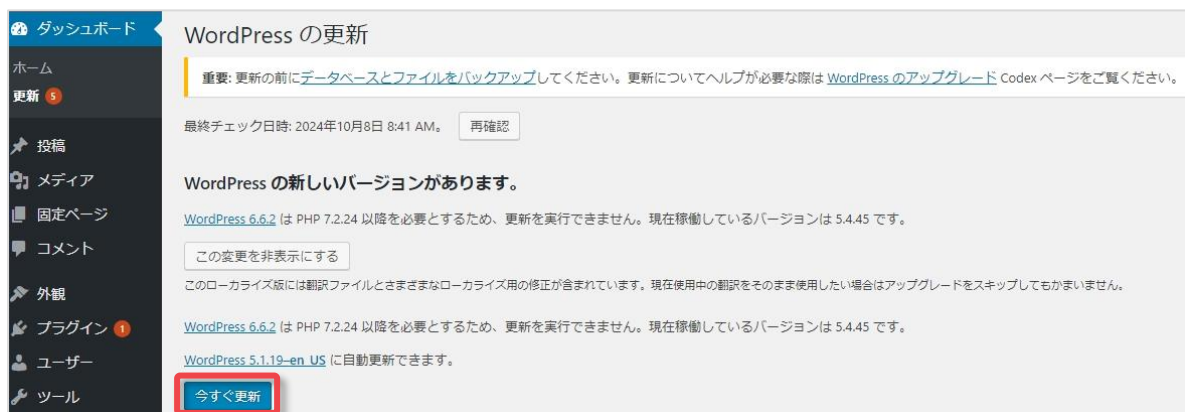 ダッシュボード
ホーム
更新 5
投稿
メディア
固定ページ
コメント
外観
プラグイン 1
ユーザー
ツール
WordPress の更新
重要: 更新の前にデータベースとファイルをバックアップしてください。更新についてヘルプが必要な際は WordPress のアップグレード Codex ページをご覧ください。
最終チェック日時: 2024年10月8日 8:41 AM。 再確認
WordPress の新しいバージョンがあります。
WordPress 6.6.2 は PHP 7.2.24 以降を必要とするため、更新を実行できません。現在稼働しているバージョンは 5.4.45 です。
この変更を非表示にする
このローカライズ版には翻訳ファイルとさまざまなローカライズ用の修正が含まれています。現在使用中の翻訳をそのまま使用したい場合はアップグレードをスキップしてもかまいません。
WordPress 6.6.2 は PHP 7.2.24 以降を必要とするため、更新を実行できません。現在稼働しているバージョンは 5.4.45 です。
WordPress 5.1.19–en_US に自動更新できます。
今すぐ更新